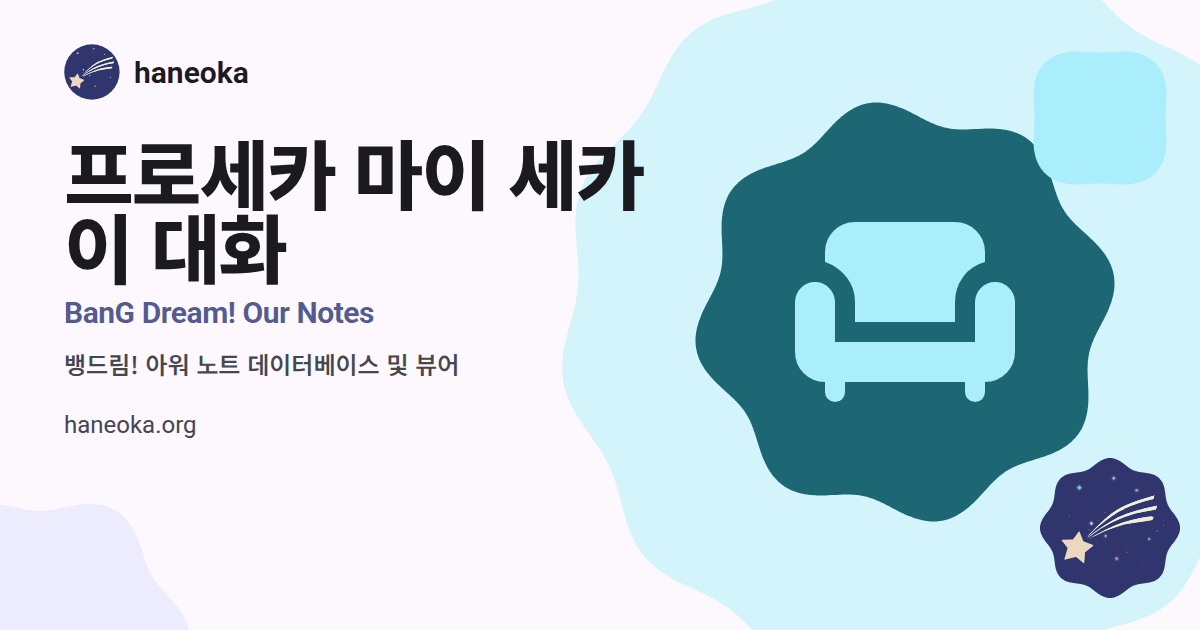 haneoka
프로세카 마이 세카
이 대화
BanG Dream! Our Notes
뱅드림! 아워 노트 데이터베이스 및 뷰어
haneoka.org